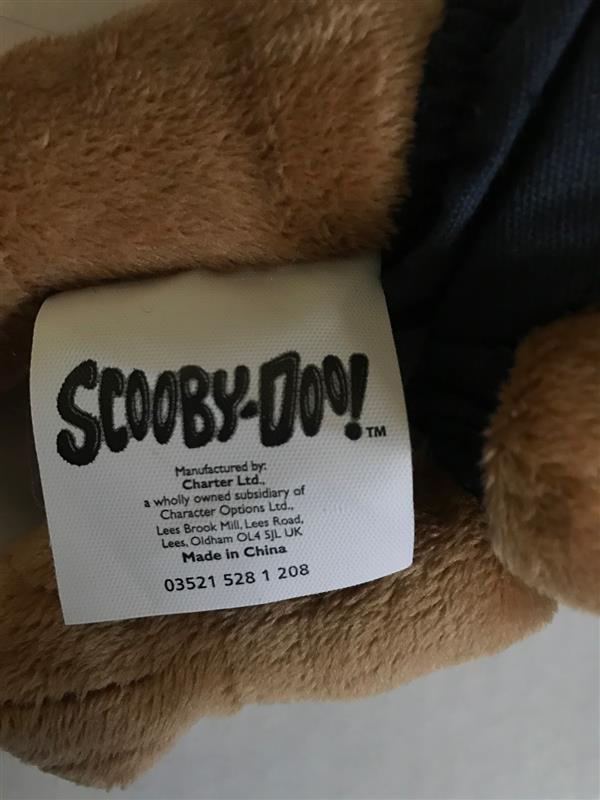 SCOOBY-DOO! ™
Manufactured by:
Charter Ltd.,
a wholly owned subsidiary of
Character Options Ltd.,
Lees Brook Mill, Lees Road,
Lees, Oldham OL4 5JL UK
Made in China
03521 528 1 208